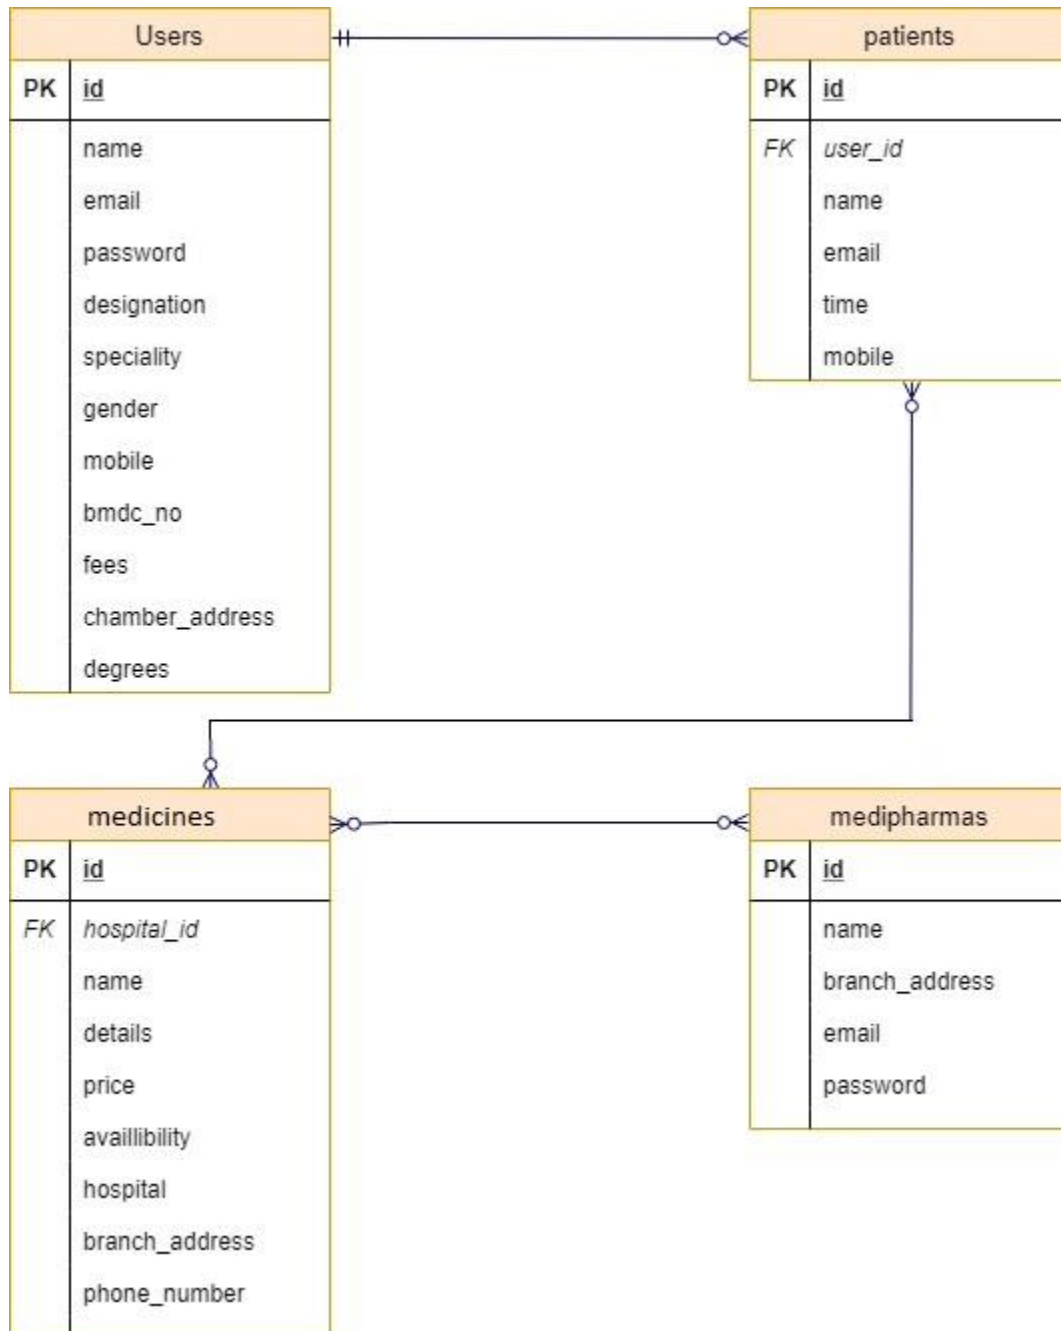 Users
PK id
name
email
password
designation
speciality
gender
mobile
bmdc_no
fees
chamber_address
degrees
patients
PK id
FK user_id
name
email
time
mobile
medicines
PK id
FK hospital_id
name
details
price
availlibility
hospital
branch_address
phone_number
medipharmas
PK id
name
branch_address
email
password